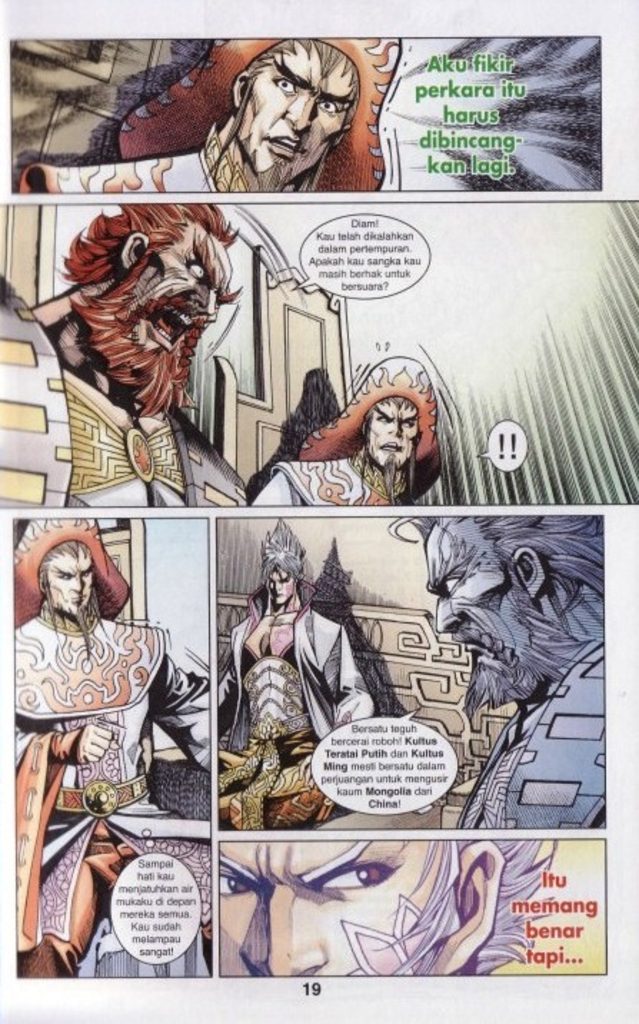 Aku fikir
perkara itu
harus
dibincang-
kan lagi.
Diam!
Kau telah dikalahkan
dalam pertempuran.
Apakah kau sangka kau
masih berhak untuk
bersuara?
!!
Sampai
hati kau
menjatuhkan air
mukaku di depan
mereka semua.
Kau sudah
melampau
sangat!
Bersatu teguh
bercerai roboh! Kultus
Teratai Putih dan Kultus
Ming mesti bersatu dalam
perjuangan untuk mengusir
kaum Mongolia dari
China!
Itu
memang
benar
tapi...
19